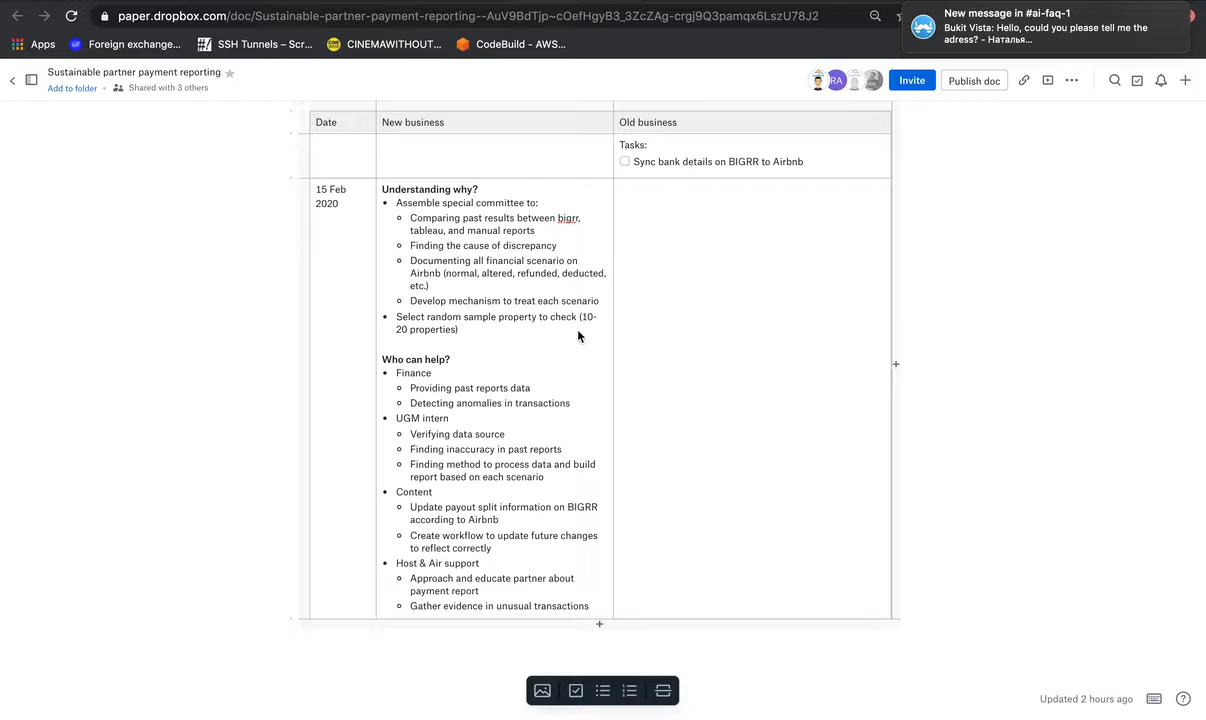 paper.dropbox.com/doc/Sustainable-partner-payment-reporting--AuV9BdTjp~cOefHgyB3_3ZcZAg-crgj9Q3pamqx6LszU78J2
New message in #ai-faq-1
Bukit Vista: Hello, could you please tell me the
adress? - Наталья...
Apps
Foreign exchange...
SSH Tunnels – Scr...
CINEMAWITHOUT...
CodeBuild - AWS...
Sustainable partner payment reporting
Add to folder
Shared with 3 others
RA
Invite
Publish doc
Date
New business
Old business
Tasks:
Sync bank details on BIGRR to Airbnb
15 Feb
2020
Understanding why?
Assemble special committee to:
Comparing past results between bigrr,
tableau, and manual reports
Finding the cause of discrepancy
Documenting all financial scenario on
Airbnb (normal, altered, refunded, deducted,
etc.)
Develop mechanism to treat each scenario
Select random sample property to check (10-
20 properties)
Who can help?
Finance
Providing past reports data
Detecting anomalies in transactions
UGM intern
Verifying data source
Finding inaccuracy in past reports
Finding method to process data and build
report based on each scenario
Content
Update payout split information on BIGRR
according to Airbnb
Create workflow to update future changes
to reflect correctly
Host & Air support
Approach and educate partner about
payment report
Gather evidence in unusual transactions
Updated 2 hours ago